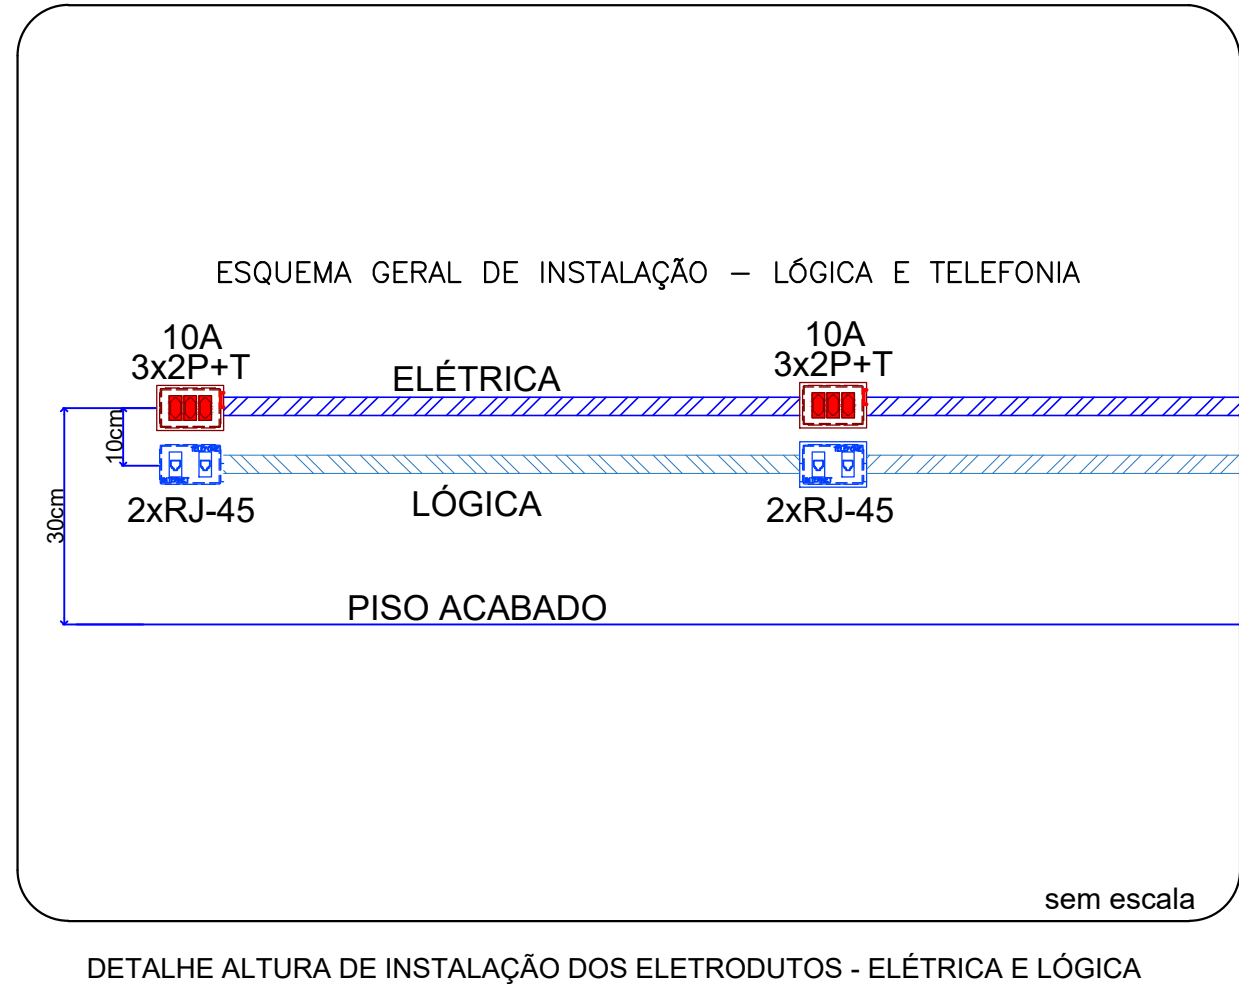 ESQUEMA GERAL DE INSTALAÇÃO – LÓGICA E TELEFONIA
10A
3x2P+T
10A
3x2P+T
ELÉTRICA
10cm
30cm
2xRJ-45
LÓGICA
2xRJ-45
PISO ACABADO
sem escala
DETALHE ALTURA DE INSTALAÇÃO DOS ELETRODUTOS - ELÉTRICA E LÓGICA